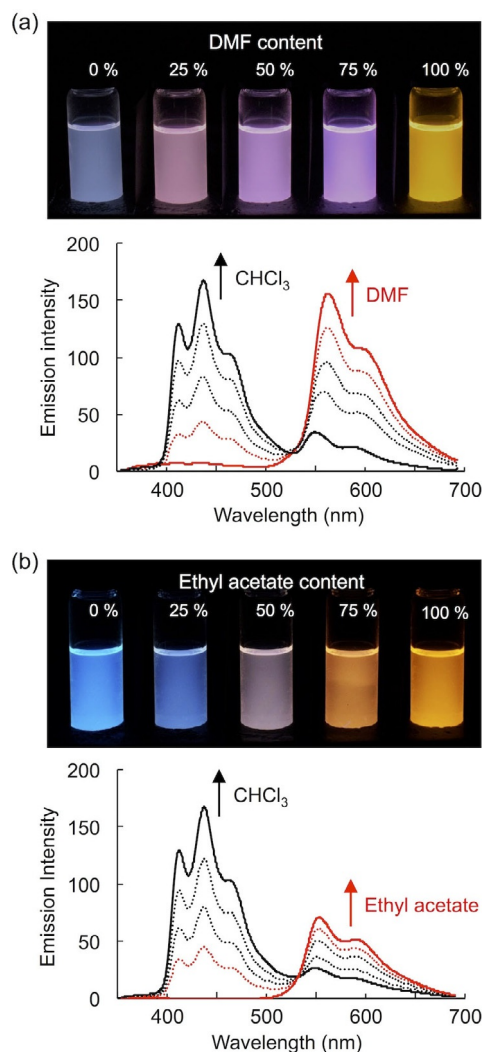 (a)
DMF content
0 % 25 % 50 % 75 % 100 %
200
150
100
50
0
Emission intensity
CHCl₃
DMF
400 500 600 700
Wavelength (nm)
(b)
Ethyl acetate content
0 % 25 % 50 % 75 % 100 %
200
150
100
50
0
Emission Intensity
CHCl₃
Ethyl acetate
400 500 600 700
Wavelength (nm)